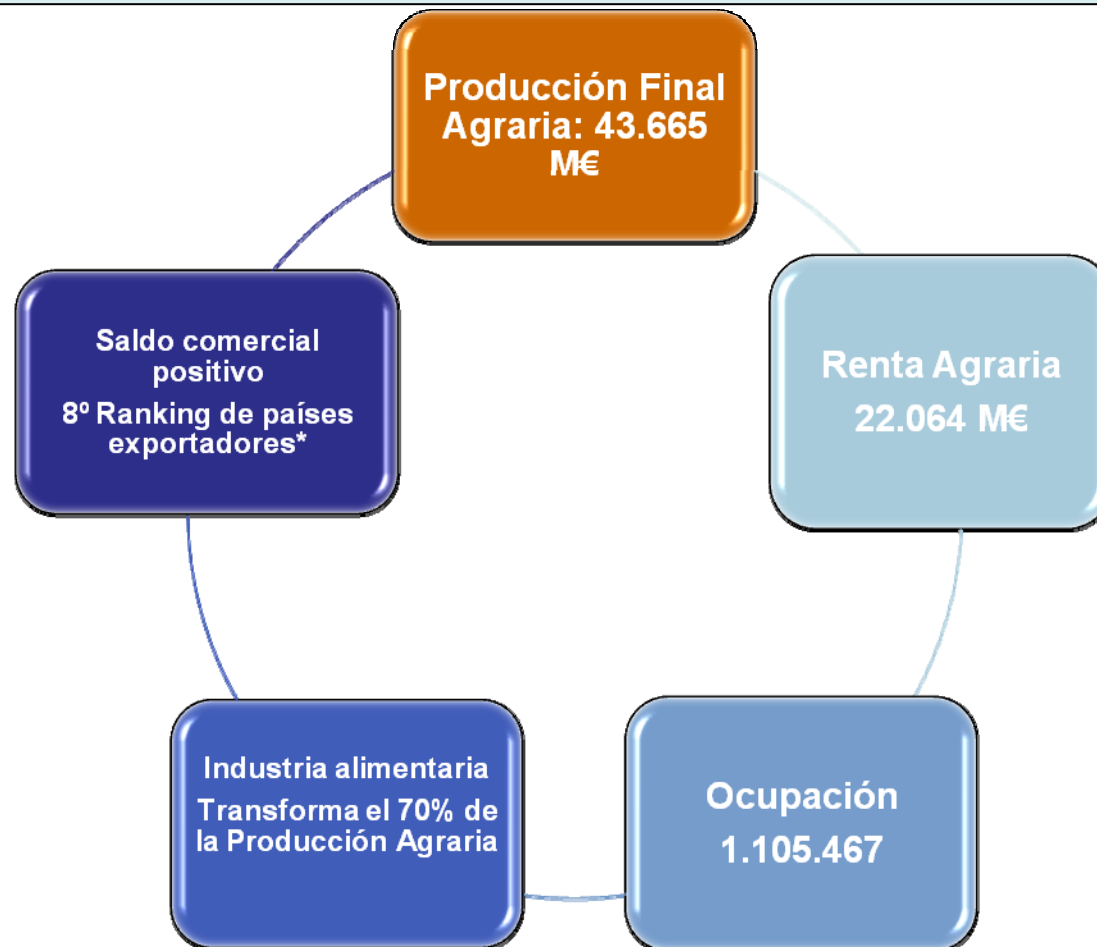 Producción Final
Agraria: 43.665
M€
Saldo comercial
positivo
8º Ranking de países
exportadores*
Renta Agraria
22.064 M€
Industria alimentaria
Transforma el 70% de
la Producción Agraria
Ocupación
1.105.467